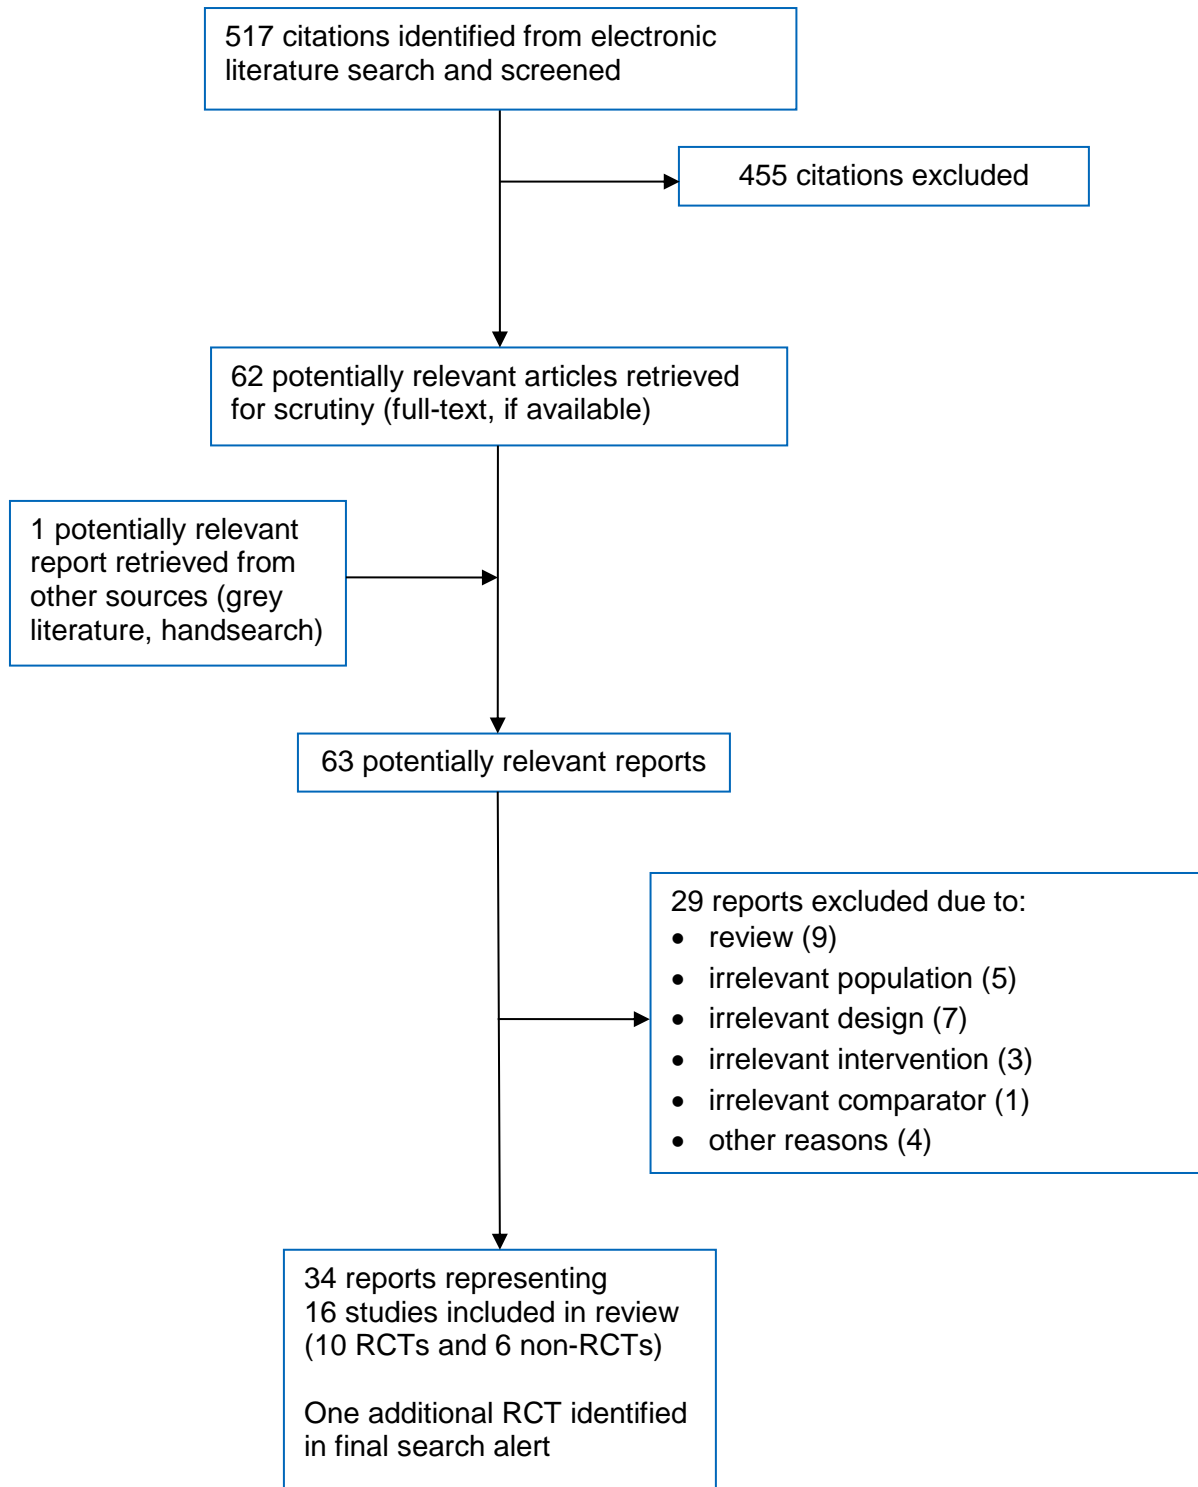 517 citations identified from electronic
literature search and screened
455 citations excluded
62 potentially relevant articles retrieved
for scrutiny (full-text, if available)
1 potentially relevant
report retrieved from
other sources (grey
literature, handsearch)
63 potentially relevant reports
29 reports excluded due to:
• review (9)
• irrelevant population (5)
• irrelevant design (7)
• irrelevant intervention (3)
• irrelevant comparator (1)
• other reasons (4)
34 reports representing
16 studies included in review
(10 RCTs and 6 non-RCTs)
One additional RCT identified
in final search alert